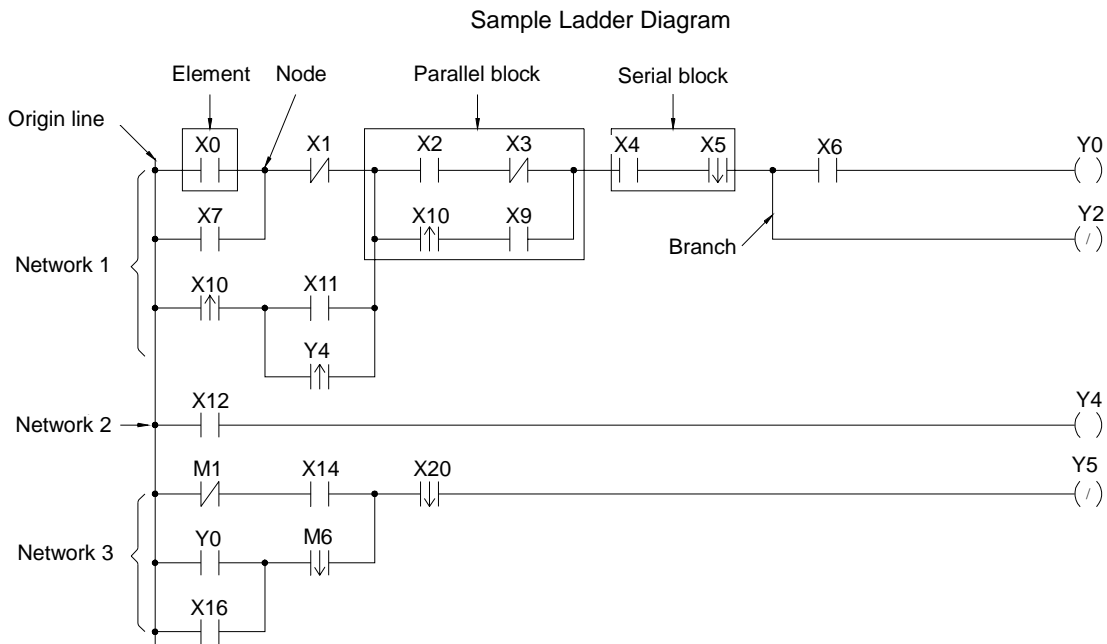 Sample Ladder Diagram
Element Node Parallel block Serial block
Origin line
X0 X1 X2 X3 X4 X5 X6 Y0
X7 X10 X9 Y2
Branch
Network 1
X10 X11
Y4
Network 2 X12 Y4
M1 X14 X20 Y5
Network 3 Y0 M6
X16